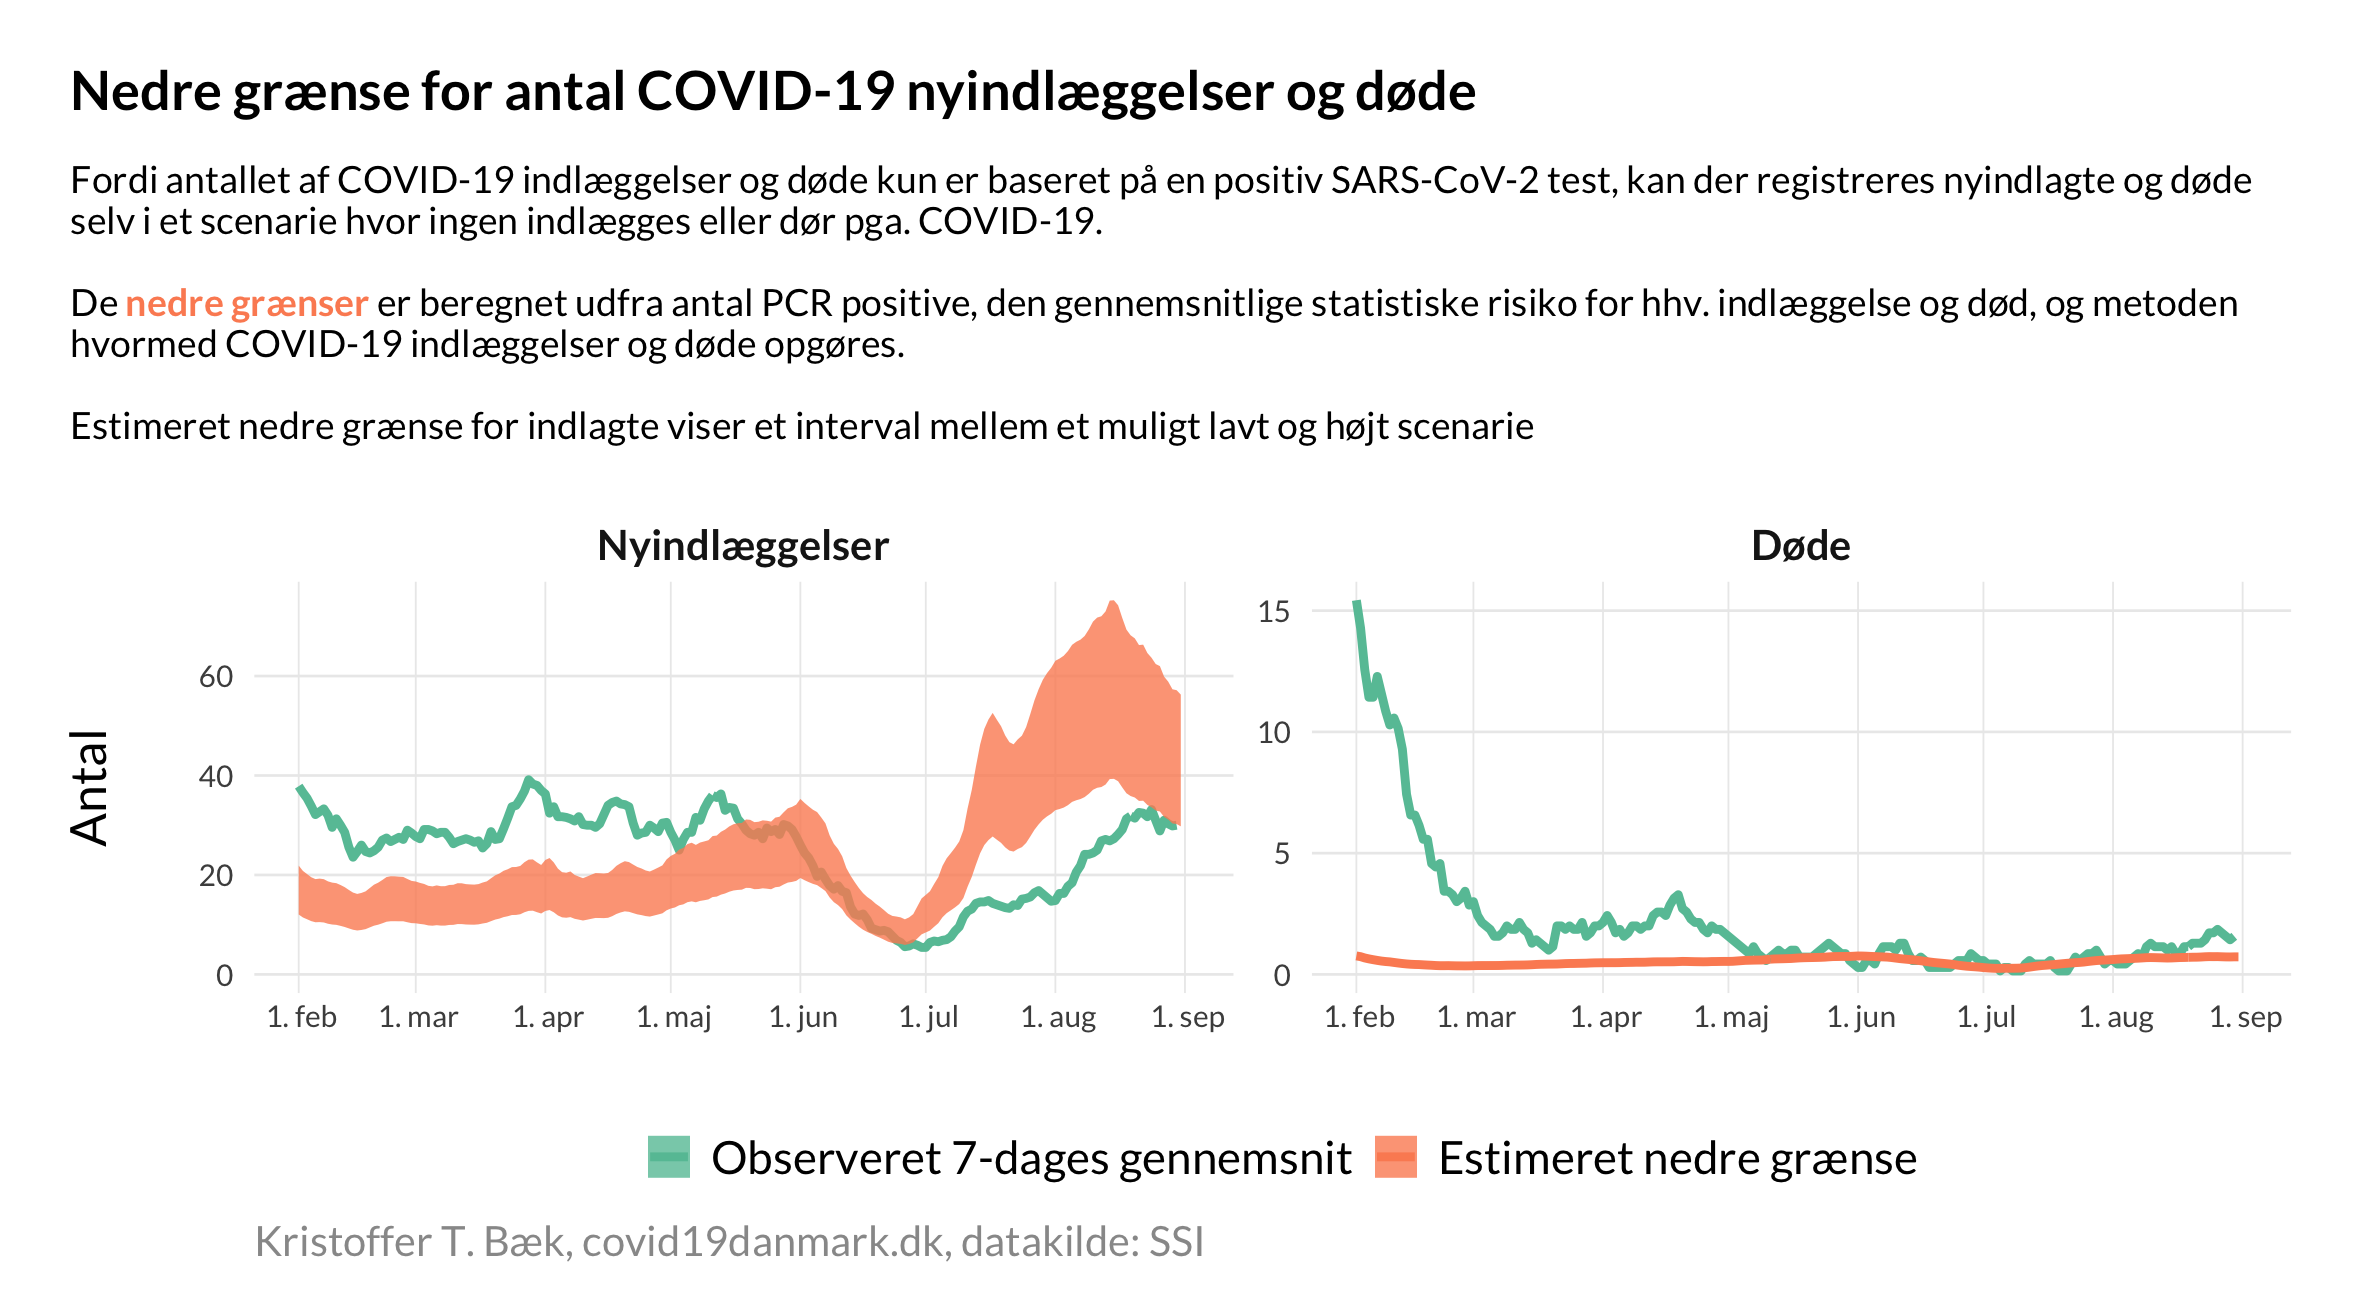 Nedre grænse for antal COVID-19 nyindlæggelser og døde
Fordi antallet af COVID-19 indlæggelser og døde kun er baseret på en positiv SARS-CoV-2 test, kan der registreres nyindlagte og døde
selv i et scenarie hvor ingen indlægges eller dør pga. COVID-19.
De nedre grænser er beregnet udfra antal PCR positive, den gennemsnitlige statistiske risiko for hhv. indlæggelse og død, og metoden
hvormed COVID-19 indlæggelser og døde opgøres.
Estimeret nedre grænse for indlagte viser et interval mellem et muligt lavt og højt scenarie
Nyindlæggelser
Antal
60
40
20
0
1. feb 1. mar 1. apr 1. maj 1. jun 1. jul 1. aug 1. sep
Døde
15
10
5
0
1. feb 1. mar 1. apr 1. maj 1. jun 1. jul 1. aug 1. sep
Observeret 7-dages gennemsnit Estimeret nedre grænse
Kristoffer T. Bæk, covid19danmark.dk, datakilde: SSI